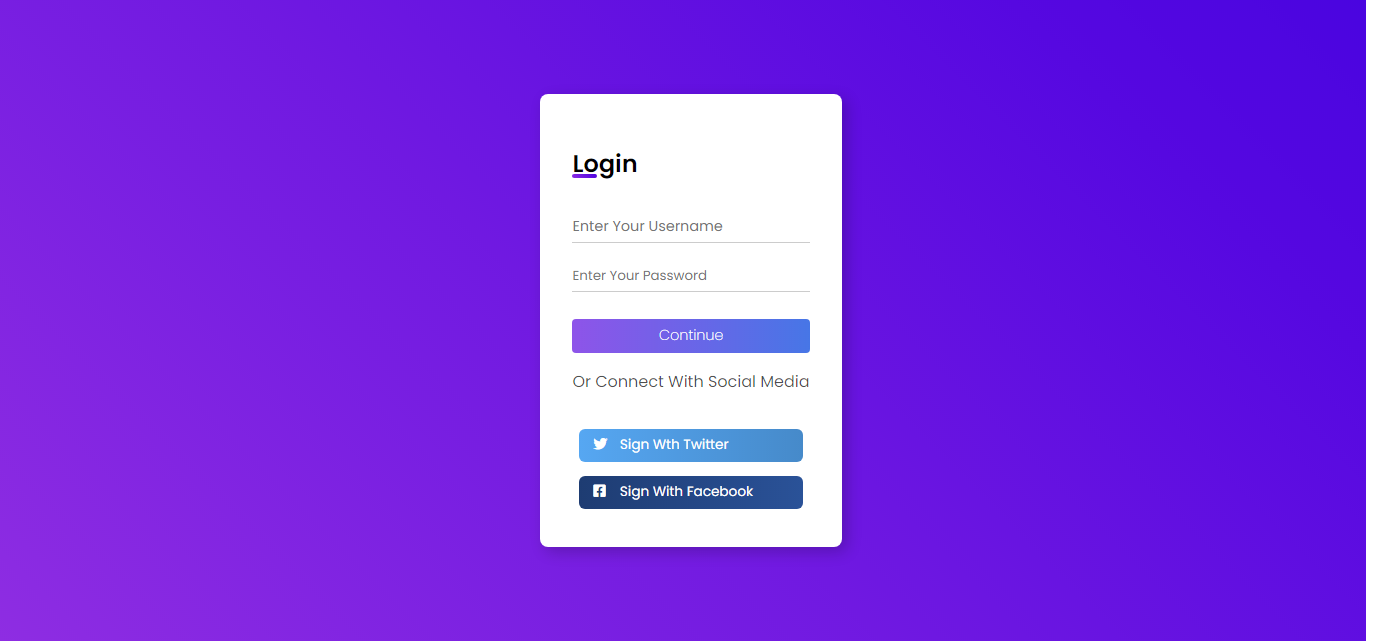 Login
Enter Your Username
Enter Your Password
Continue
Or Connect With Social Media
Sign Wth Twitter
Sign With Facebook